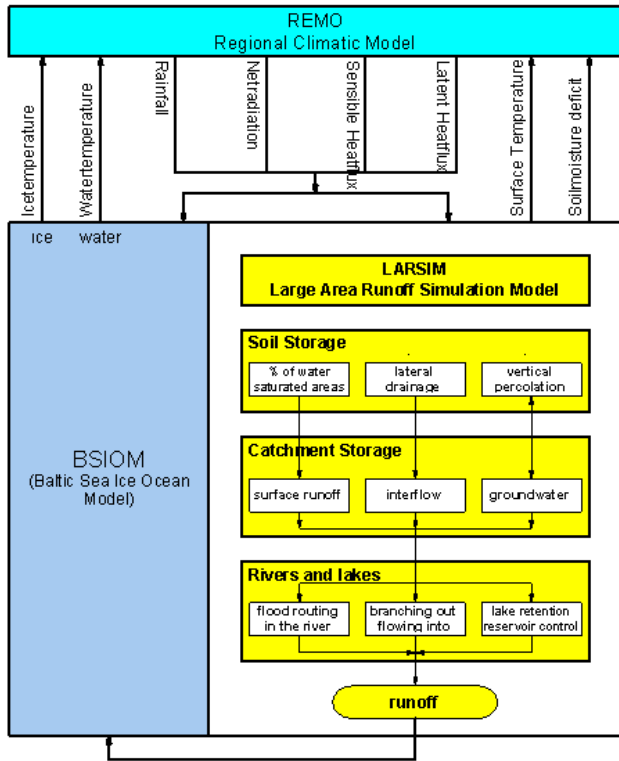 REMO
Regional Climatic Model
Icetemperature
Watertemperature
Rainfall
Netradiation
Sensible Heatflux
Latent Heatflux
Surface Temperature
Soilmoisture deficit
ice water
LARSIM
Large Area Runoff Simulation Model
Soil Storage
% of water
saturated areas
lateral
drainage
vertical
percolation
BSIOM
(Baltic Sea Ice Ocean
Model)
Catchment Storage
surface runoff
interflow
groundwater
Rivers and lakes
flood routing
in the river
branching out
flowing into
lake retention
reservoir control
runoff